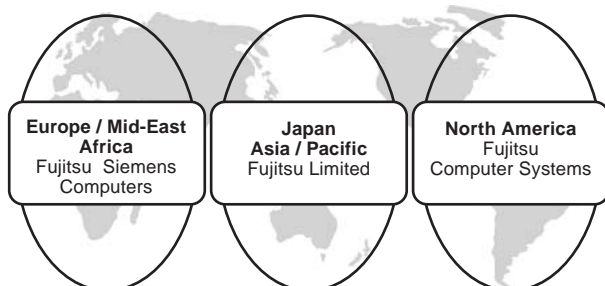 Europe / Mid-East
Africa
Fujitsu Siemens
Computers
Japan
Asia / Pacific
Fujitsu Limited
North America
Fujitsu
Computer Systems